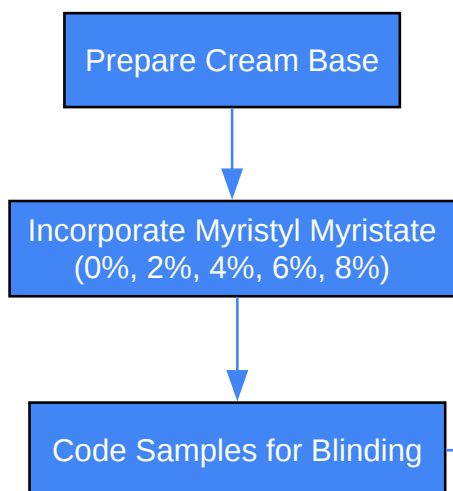 Prepare Cream Base
Incorporate Myristyl Myristate
(0%, 2%, 4%, 6%, 8%)
Code Samples for Blinding